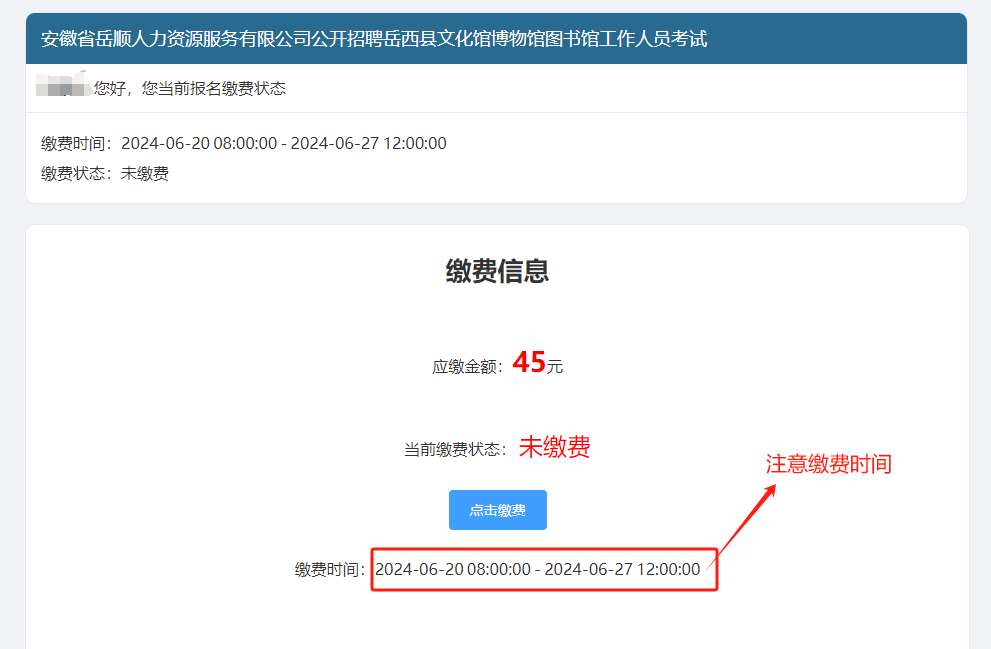 安徽省岳顺人力资源服务有限公司公开招聘岳西县文化馆博物馆图书馆工作人员考试
您好，您当前报名缴费状态
缴费时间：2024-06-20 08:00:00 - 2024-06-27 12:00:00
缴费状态：未缴费
缴费信息
应缴金额：45元
当前缴费状态：未缴费
注意缴费时间
点击缴费
缴费时间：2024-06-20 08:00:00 - 2024-06-27 12:00:00